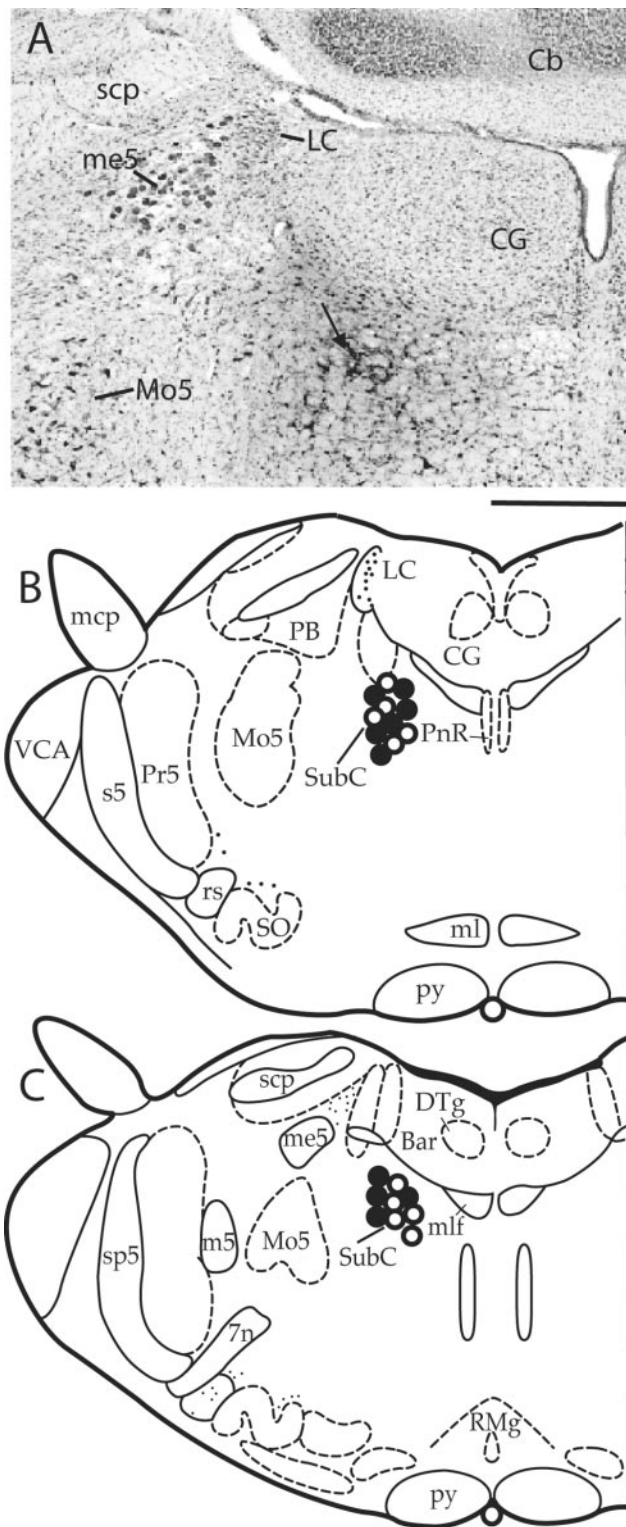 A
Cb
scp
LC
me5
CG
Mo5
B
mcp
LC
PB
CG
VCA
s5
Pr5
Mo5
PnR
SubC
rs
SO
ml
py
C
scp
DTg
me5
Bar
sp5
m5
Mo5
mlf
SubC
7n
RMg
py